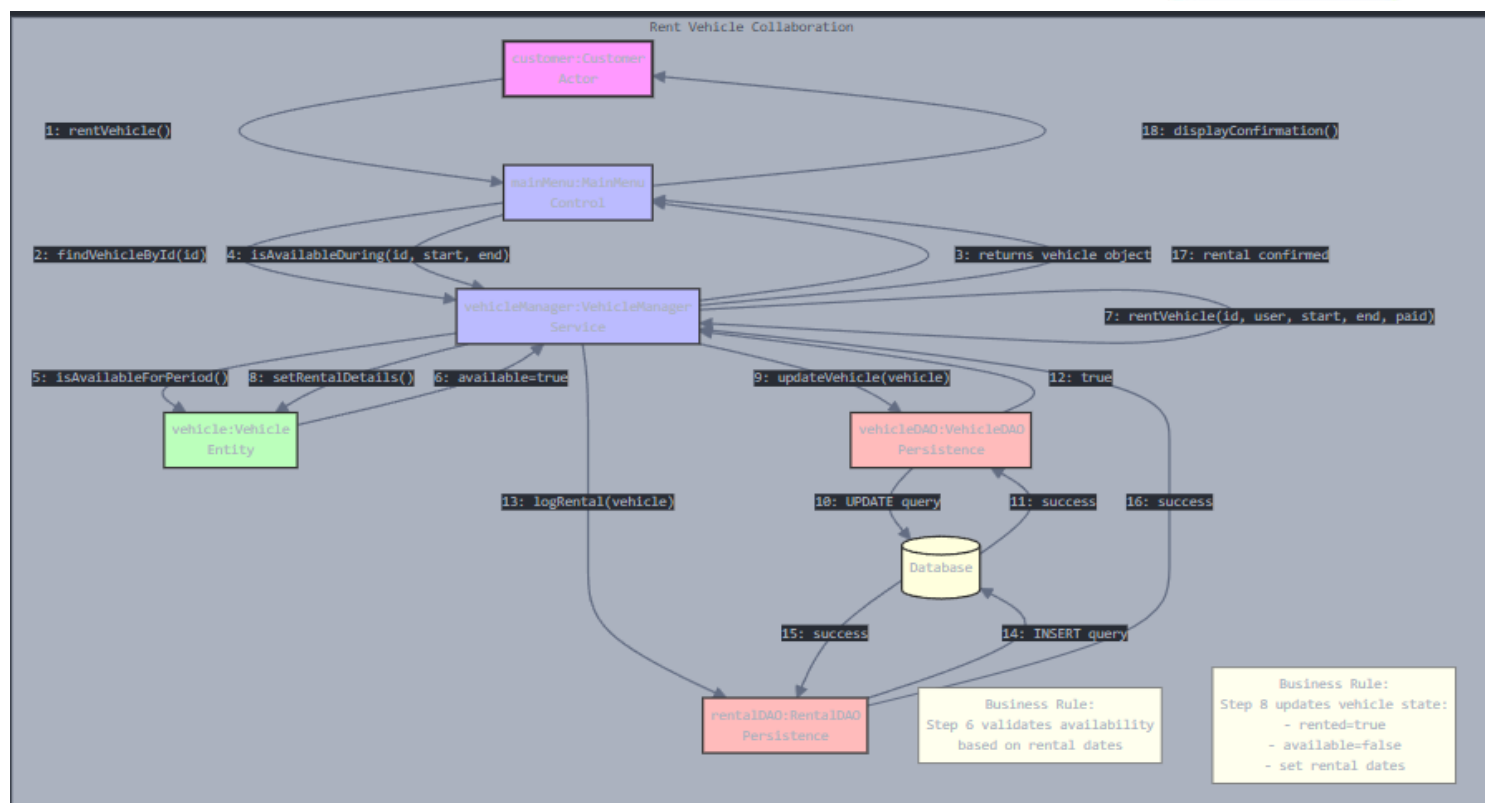 Rent Vehicle Collaboration
customer:Customer
Actor
1: rentVehicle()
18: displayConfirmation()
mainMenu:MainMenu
Control
2: findVehicleById(id)
4: isAvailableDuring(id, start, end)
3: returns vehicle object
17: rental confirmed
vehicleManager:VehicleManager
Service
7: rentVehicle(id, user, start, end, paid)
5: isAvailableForPeriod()
8: setRentalDetails()
6: available=true
9: updateVehicle(vehicle)
12: true
vehicle:Vehicle
Entity
vehicleDAO:VehicleDAO
Persistence
13: logRental(vehicle)
10: UPDATE query
11: success
16: success
Database
15: success
14: INSERT query
rentalDAO:RentalDAO
Persistence
Business Rule:
Step 6 validates availability
based on rental dates
Business Rule:
Step 8 updates vehicle state:
- rented=true
- available=false
- set rental dates